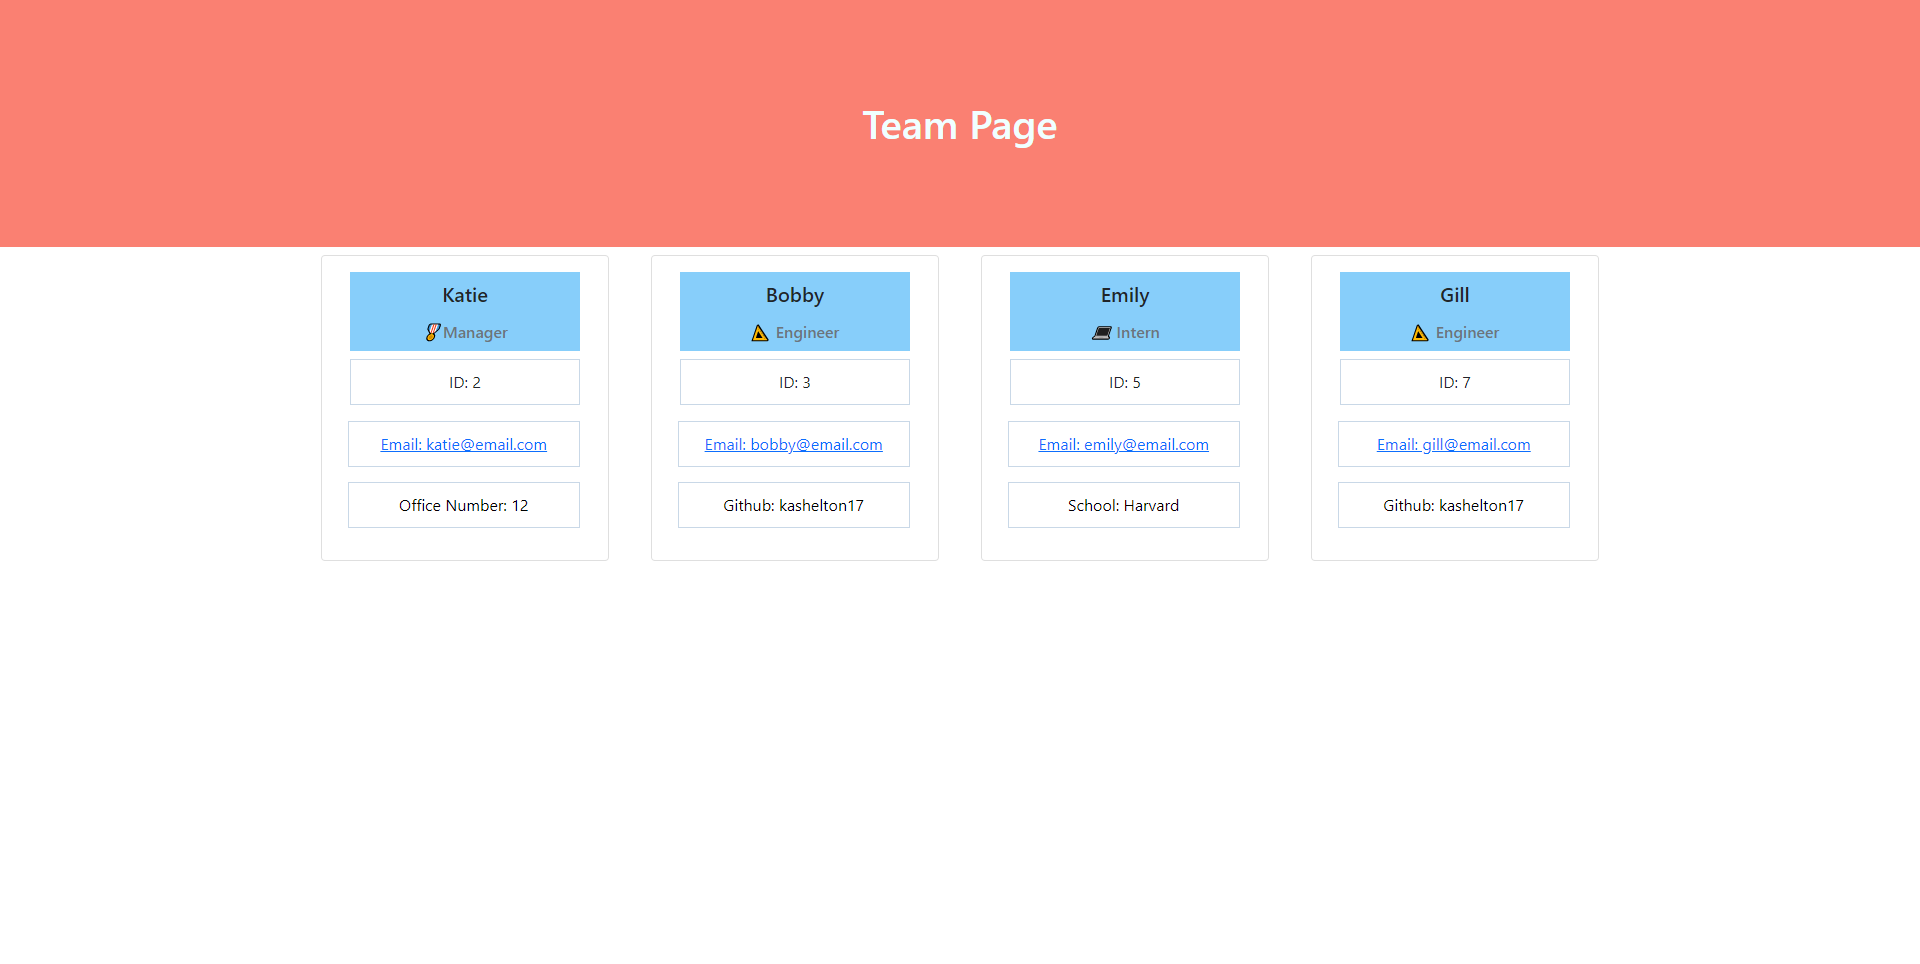 Team Page
Katie
Manager
ID: 2
Email: katie@email.com
Office Number: 12
Bobby
Engineer
ID: 3
Email: bobby@email.com
Github: kashelton17
Emily
Intern
ID: 5
Email: emily@email.com
School: Harvard
Gill
Engineer
ID: 7
Email: gill@email.com
Github: kashelton17